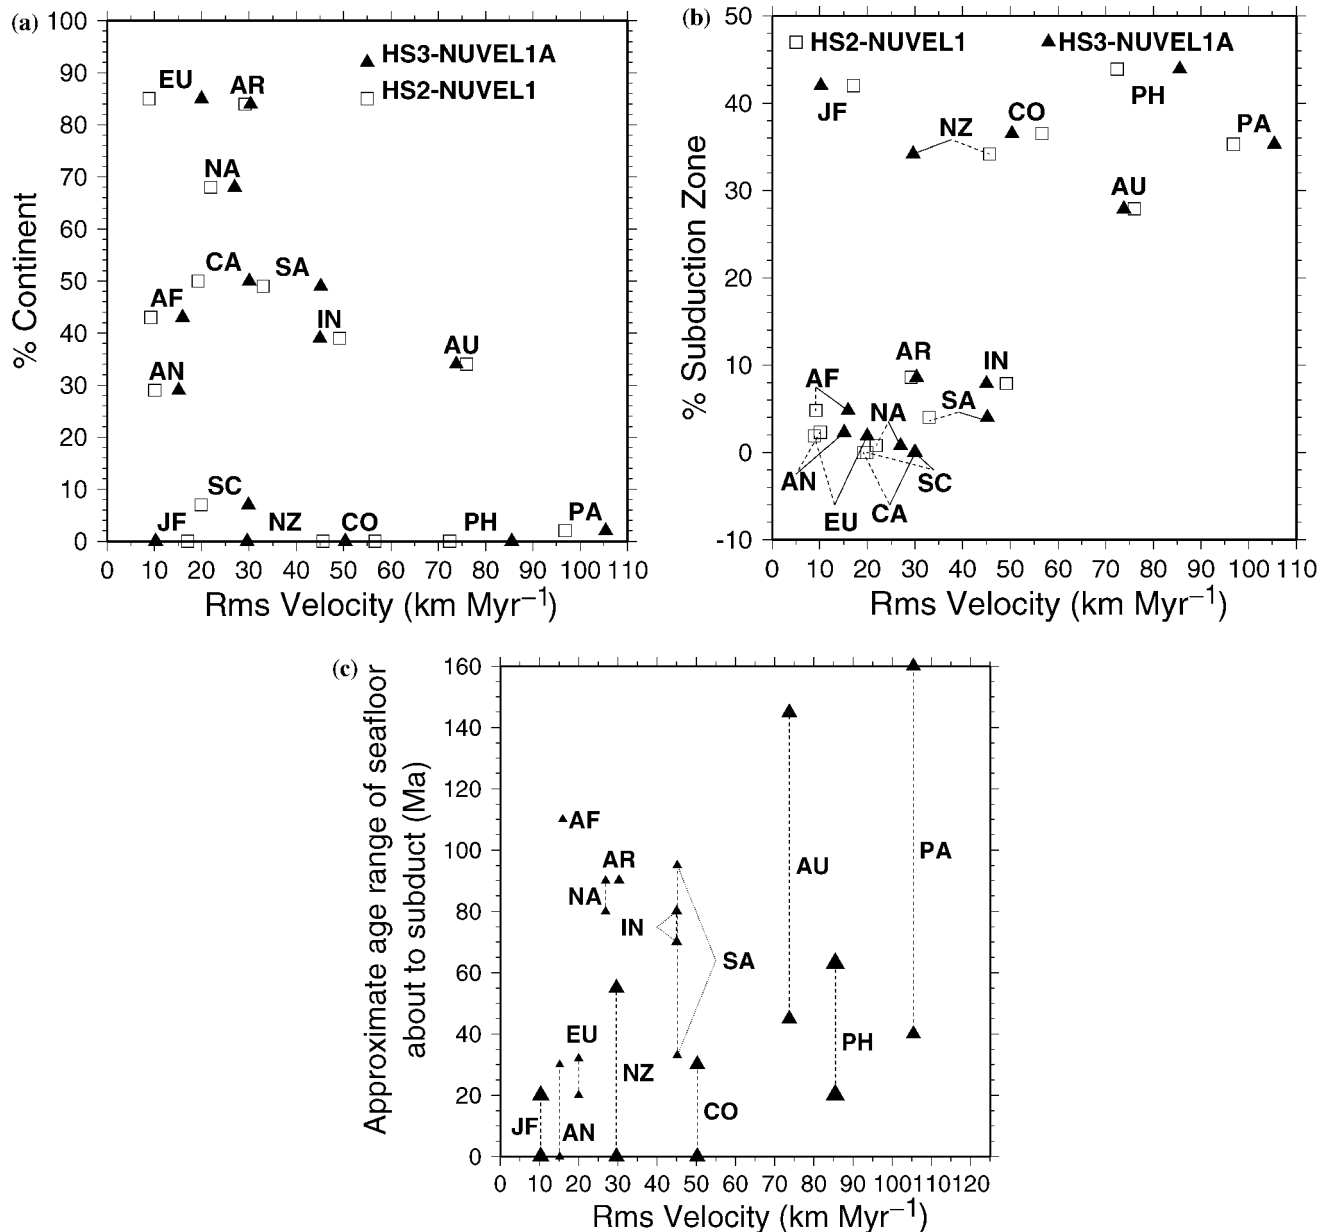 (a)
100
90
80
70
60
50
40
30
20
10
0
% Continent
▲ HS3-NUVEL1A
□ HS2-NUVEL1
EU AR
NA
CA SA
AF IN
AU
AN
SC
JF NZ CO PH PA
0 10 20 30 40 50 60 70 80 90 100 110
Rms Velocity (km Myr−1)
(b)
50
40
30
20
10
0
-10
% Subduction Zone
□ HS2-NUVEL1 ▲HS3-NUVEL1A
JF NZ CO PH PA
AU
AR IN
AF NA SA
AN SC
EU CA
0 10 20 30 40 50 60 70 80 90 100 110
Rms Velocity (km Myr−1)
(c)
160
140
120
100
80
60
40
20
0
Approximate age range of seafloor
about to subduct (Ma)
AF
AR
NA
IN
SA
AU
PA
EU
NZ
PH
JF AN CO
0 10 20 30 40 50 60 70 80 90 100110120
Rms Velocity (km Myr−1)